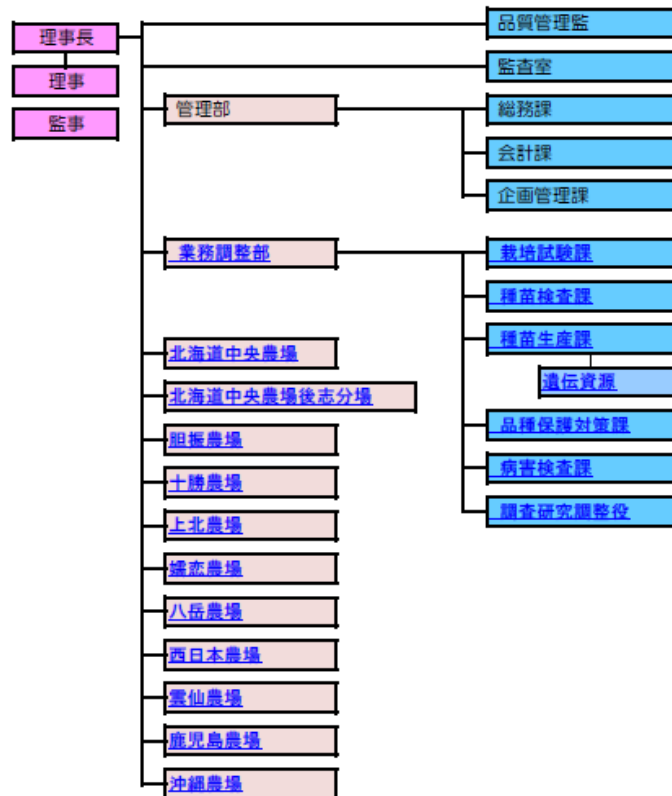 理事長
理事
監事
品質管理監
監査室
管理部
総務課
会計課
企画管理課
業務調整部
栽培試験課
種苗検査課
種苗生産課
遺伝資源
品種保護対策課
病害検査課
調査研究調整役
北海道中央農場
北海道中央農場後志分場
胆振農場
十勝農場
上北農場
嬬恋農場
八岳農場
西日本農場
雲仙農場
鹿児島農場
沖縄農場